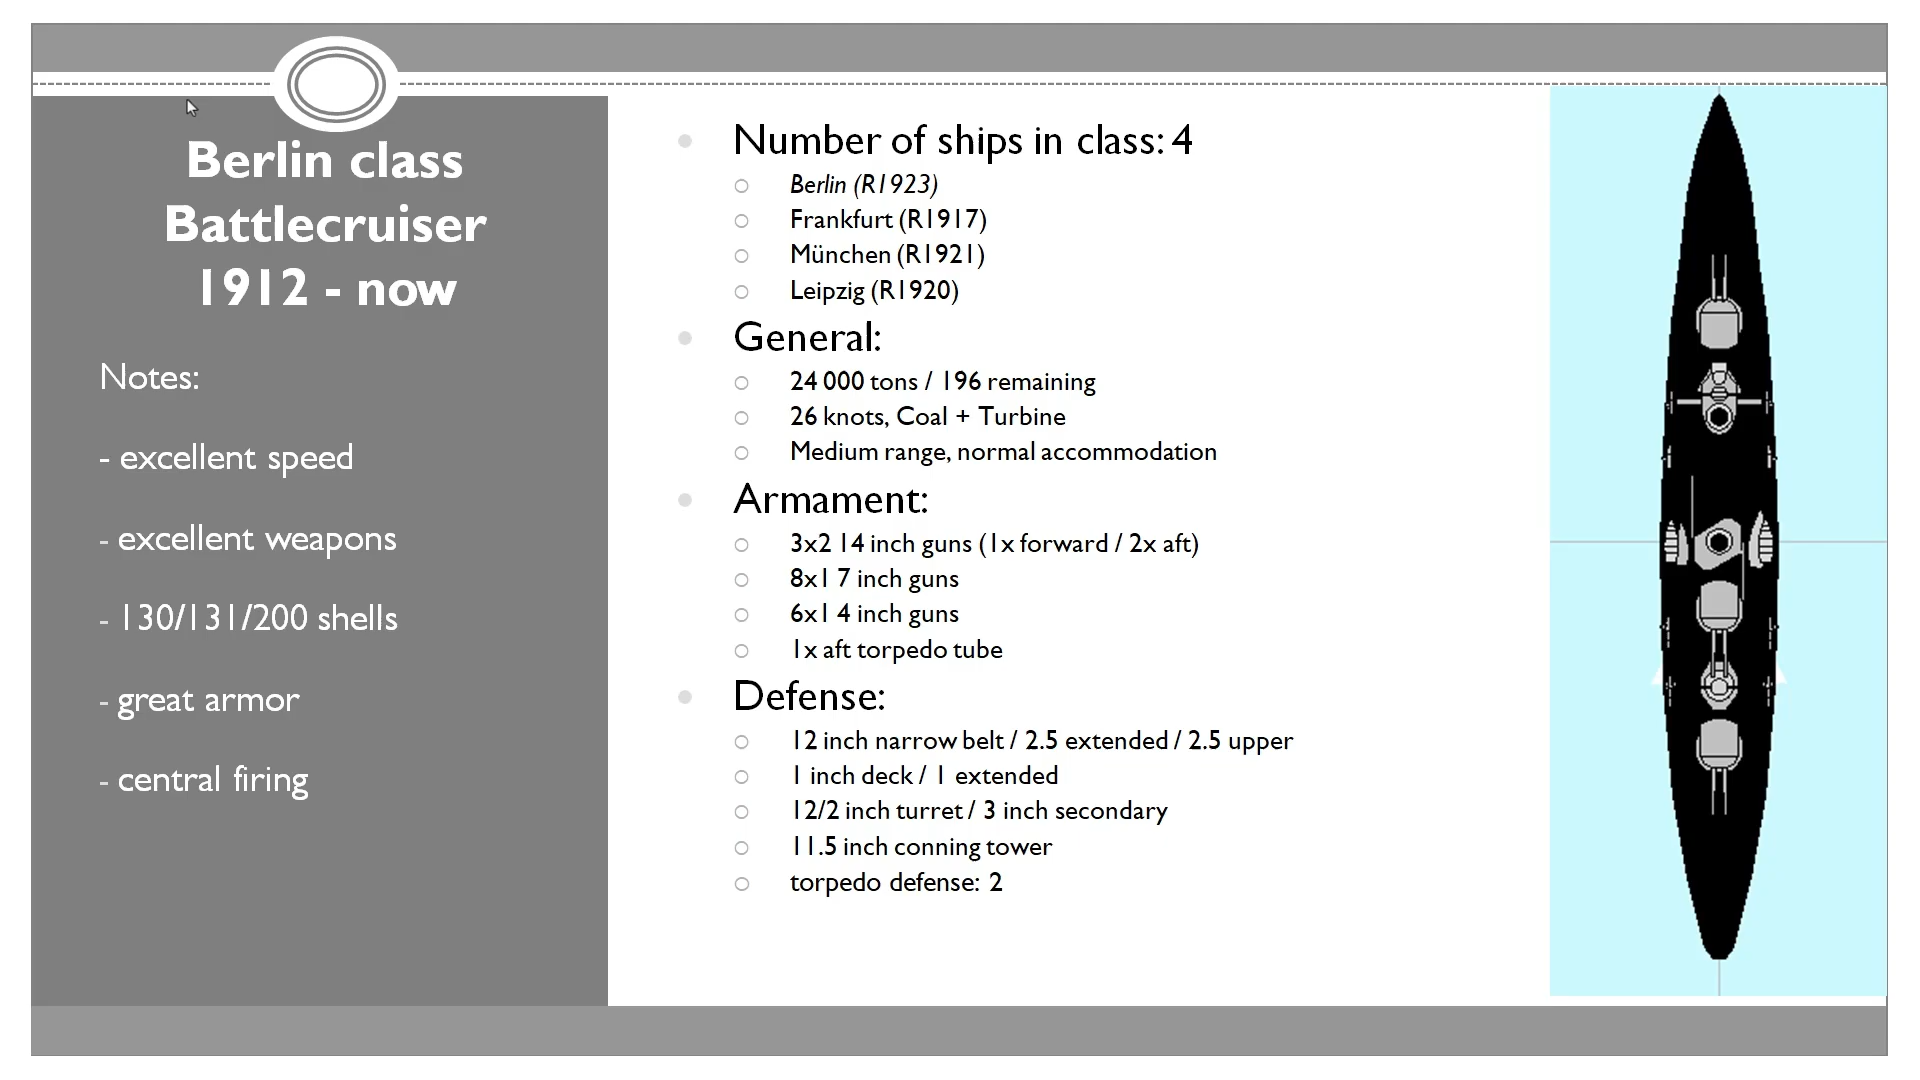 Berlin class
Battlecruiser
1912 - now
Notes:
- excellent speed
- excellent weapons
- 130/131/200 shells
- great armor
- central firing
Number of ships in class: 4
Berlin (R1923)
Frankfurt (R1917)
München (R1921)
Leipzig (R1920)
General:
24 000 tons / 196 remaining
26 knots, Coal + Turbine
Medium range, normal accommodation
Armament:
3x2 14 inch guns (1x forward / 2x aft)
8x1 7 inch guns
6x1 4 inch guns
1x aft torpedo tube
Defense:
12 inch narrow belt / 2.5 extended / 2.5 upper
1 inch deck / 1 extended
12/2 inch turret / 3 inch secondary
11.5 inch conning tower
torpedo defense: 2